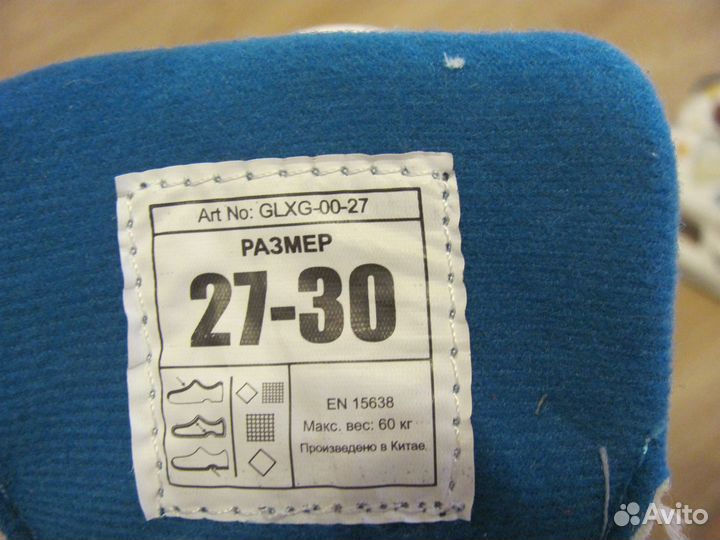 Art No: GLXG-00-27
РАЗМЕР
27-30
EN 15638
Макс. вес: 60 кг
Произведено в Китае.
Avito